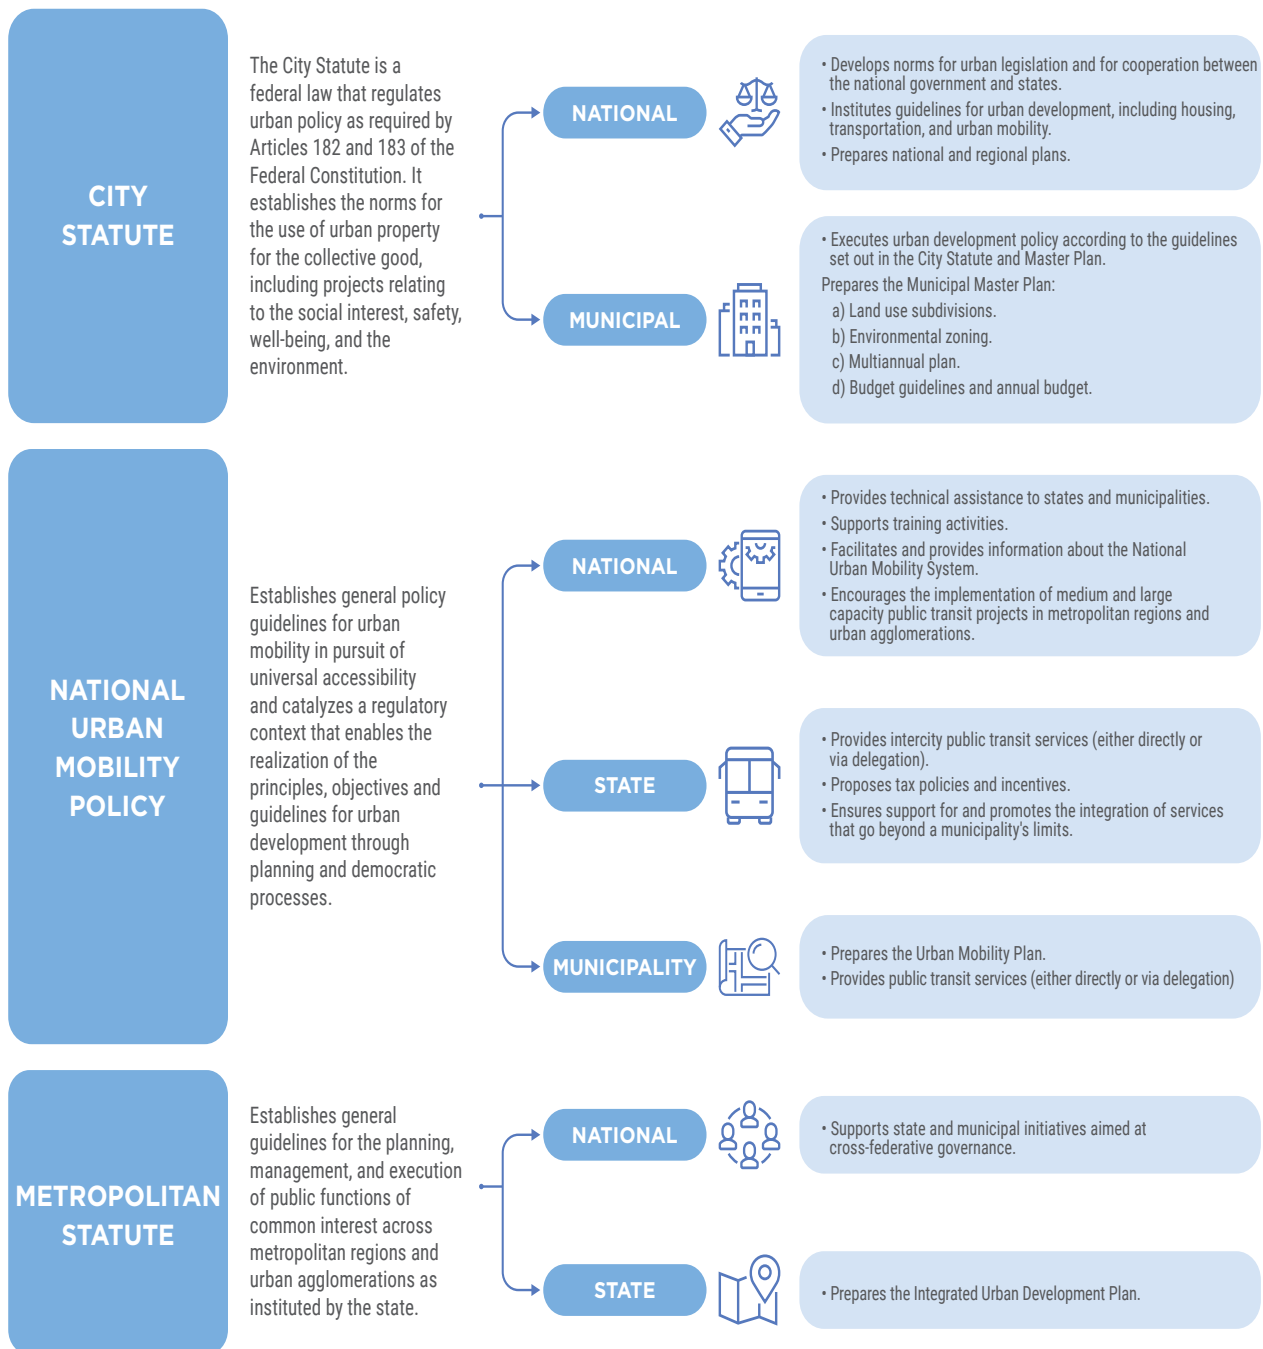 CITY
STATUTE
The City Statute is a
federal law that regulates
urban policy as required by
Articles 182 and 183 of the
Federal Constitution. It
establishes the norms for
the use of urban property
for the collective good,
including projects relating
to the social interest, safety,
well-being, and the
environment.
NATIONAL
• Develops norms for urban legislation and for cooperation between
the national government and states.
• Institutes guidelines for urban development, including housing,
transportation, and urban mobility.
• Prepares national and regional plans.
MUNICIPAL
• Executes urban development policy according to the guidelines
set out in the City Statute and Master Plan.
Prepares the Municipal Master Plan:
a) Land use subdivisions.
b) Environmental zoning.
c) Multiannual plan.
d) Budget guidelines and annual budget.
NATIONAL
URBAN
MOBILITY
POLICY
Establishes general policy
guidelines for urban
mobility in pursuit of
universal accessibility
and catalyzes a regulatory
context that enables the
realization of the
principles, objectives and
guidelines for urban
development through
planning and democratic
processes.
NATIONAL
• Provides technical assistance to states and municipalities.
• Supports training activities.
• Facilitates and provides information about the National
Urban Mobility System.
• Encourages the implementation of medium and large
capacity public transit projects in metropolitan regions and
urban agglomerations.
STATE
• Provides intercity public transit services (either directly or
via delegation).
• Proposes tax policies and incentives.
• Ensures support for and promotes the integration of services
that go beyond a municipality's limits.
MUNICIPALITY
• Prepares the Urban Mobility Plan.
• Provides public transit services (either directly or via delegation)
METROPOLITAN
STATUTE
Establishes general
guidelines for the planning,
management, and execution
of public functions of
common interest across
metropolitan regions and
urban agglomerations as
instituted by the state.
NATIONAL
• Supports state and municipal initiatives aimed at
cross-federative governance.
STATE
• Prepares the Integrated Urban Development Plan.